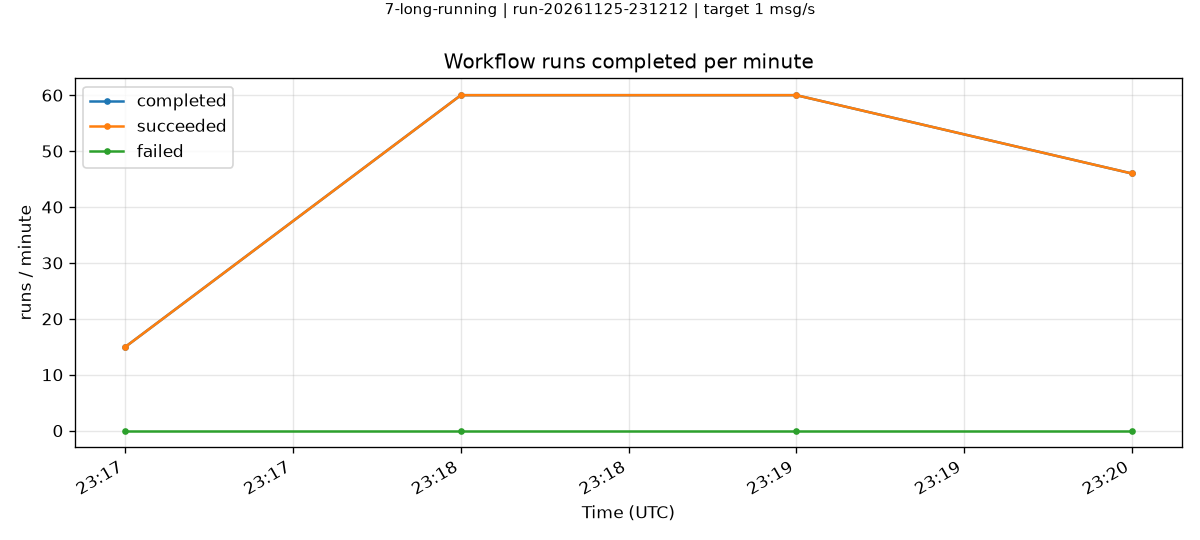 7-long-running | run-20261125-231212 | target 1 msg/s
Workflow runs completed per minute
completed
succeeded
failed
60
50
40
30
20
10
0
runs / minute
23:17
23:17
23:18
23:18
23:19
23:19
23:20
Time (UTC)